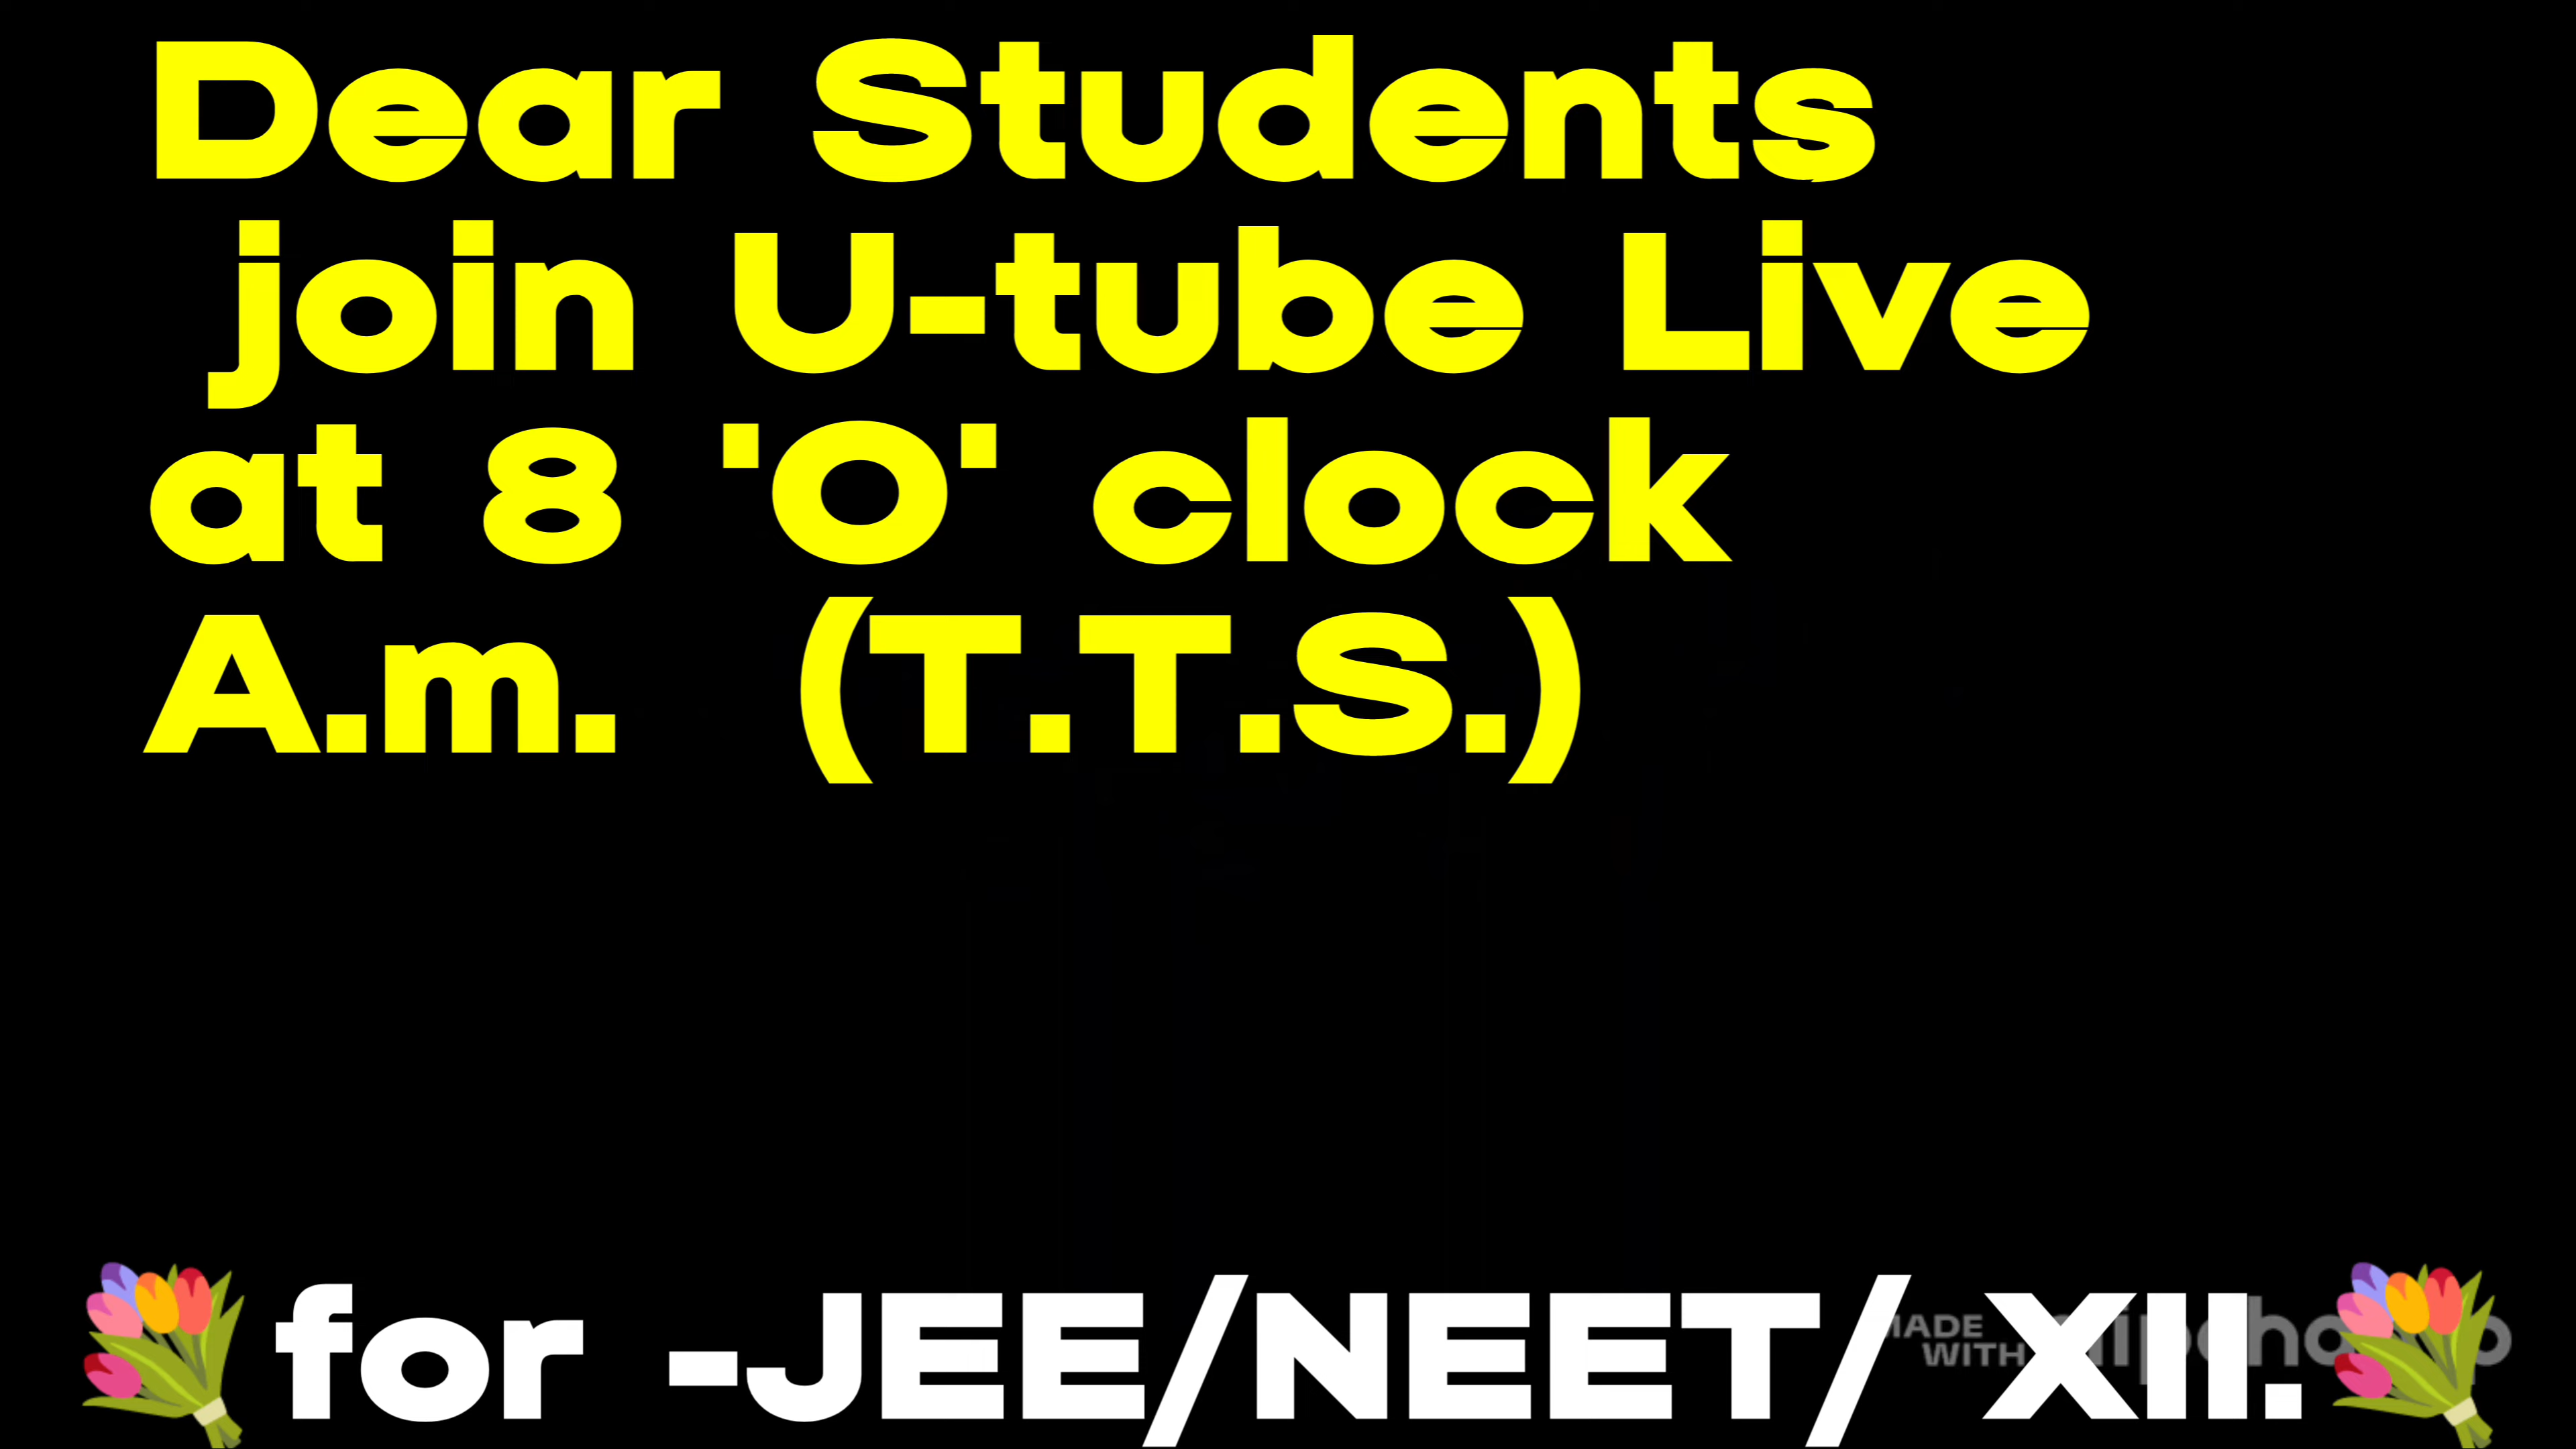 Dear Students
join U-tube Live
at 8 'O' clock
A.m. (T.T.S.)
for -JEE/NEET/ XII.
MADE
WITH